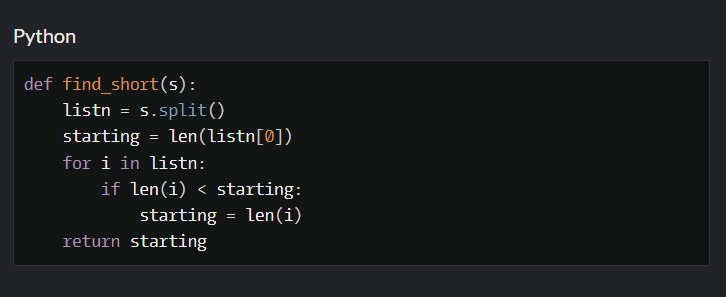 Python
def find_short(s):
    listn = s.split()
    starting = len(listn[0])
    for i in listn:
        if len(i) < starting:
            starting = len(i)
    return starting